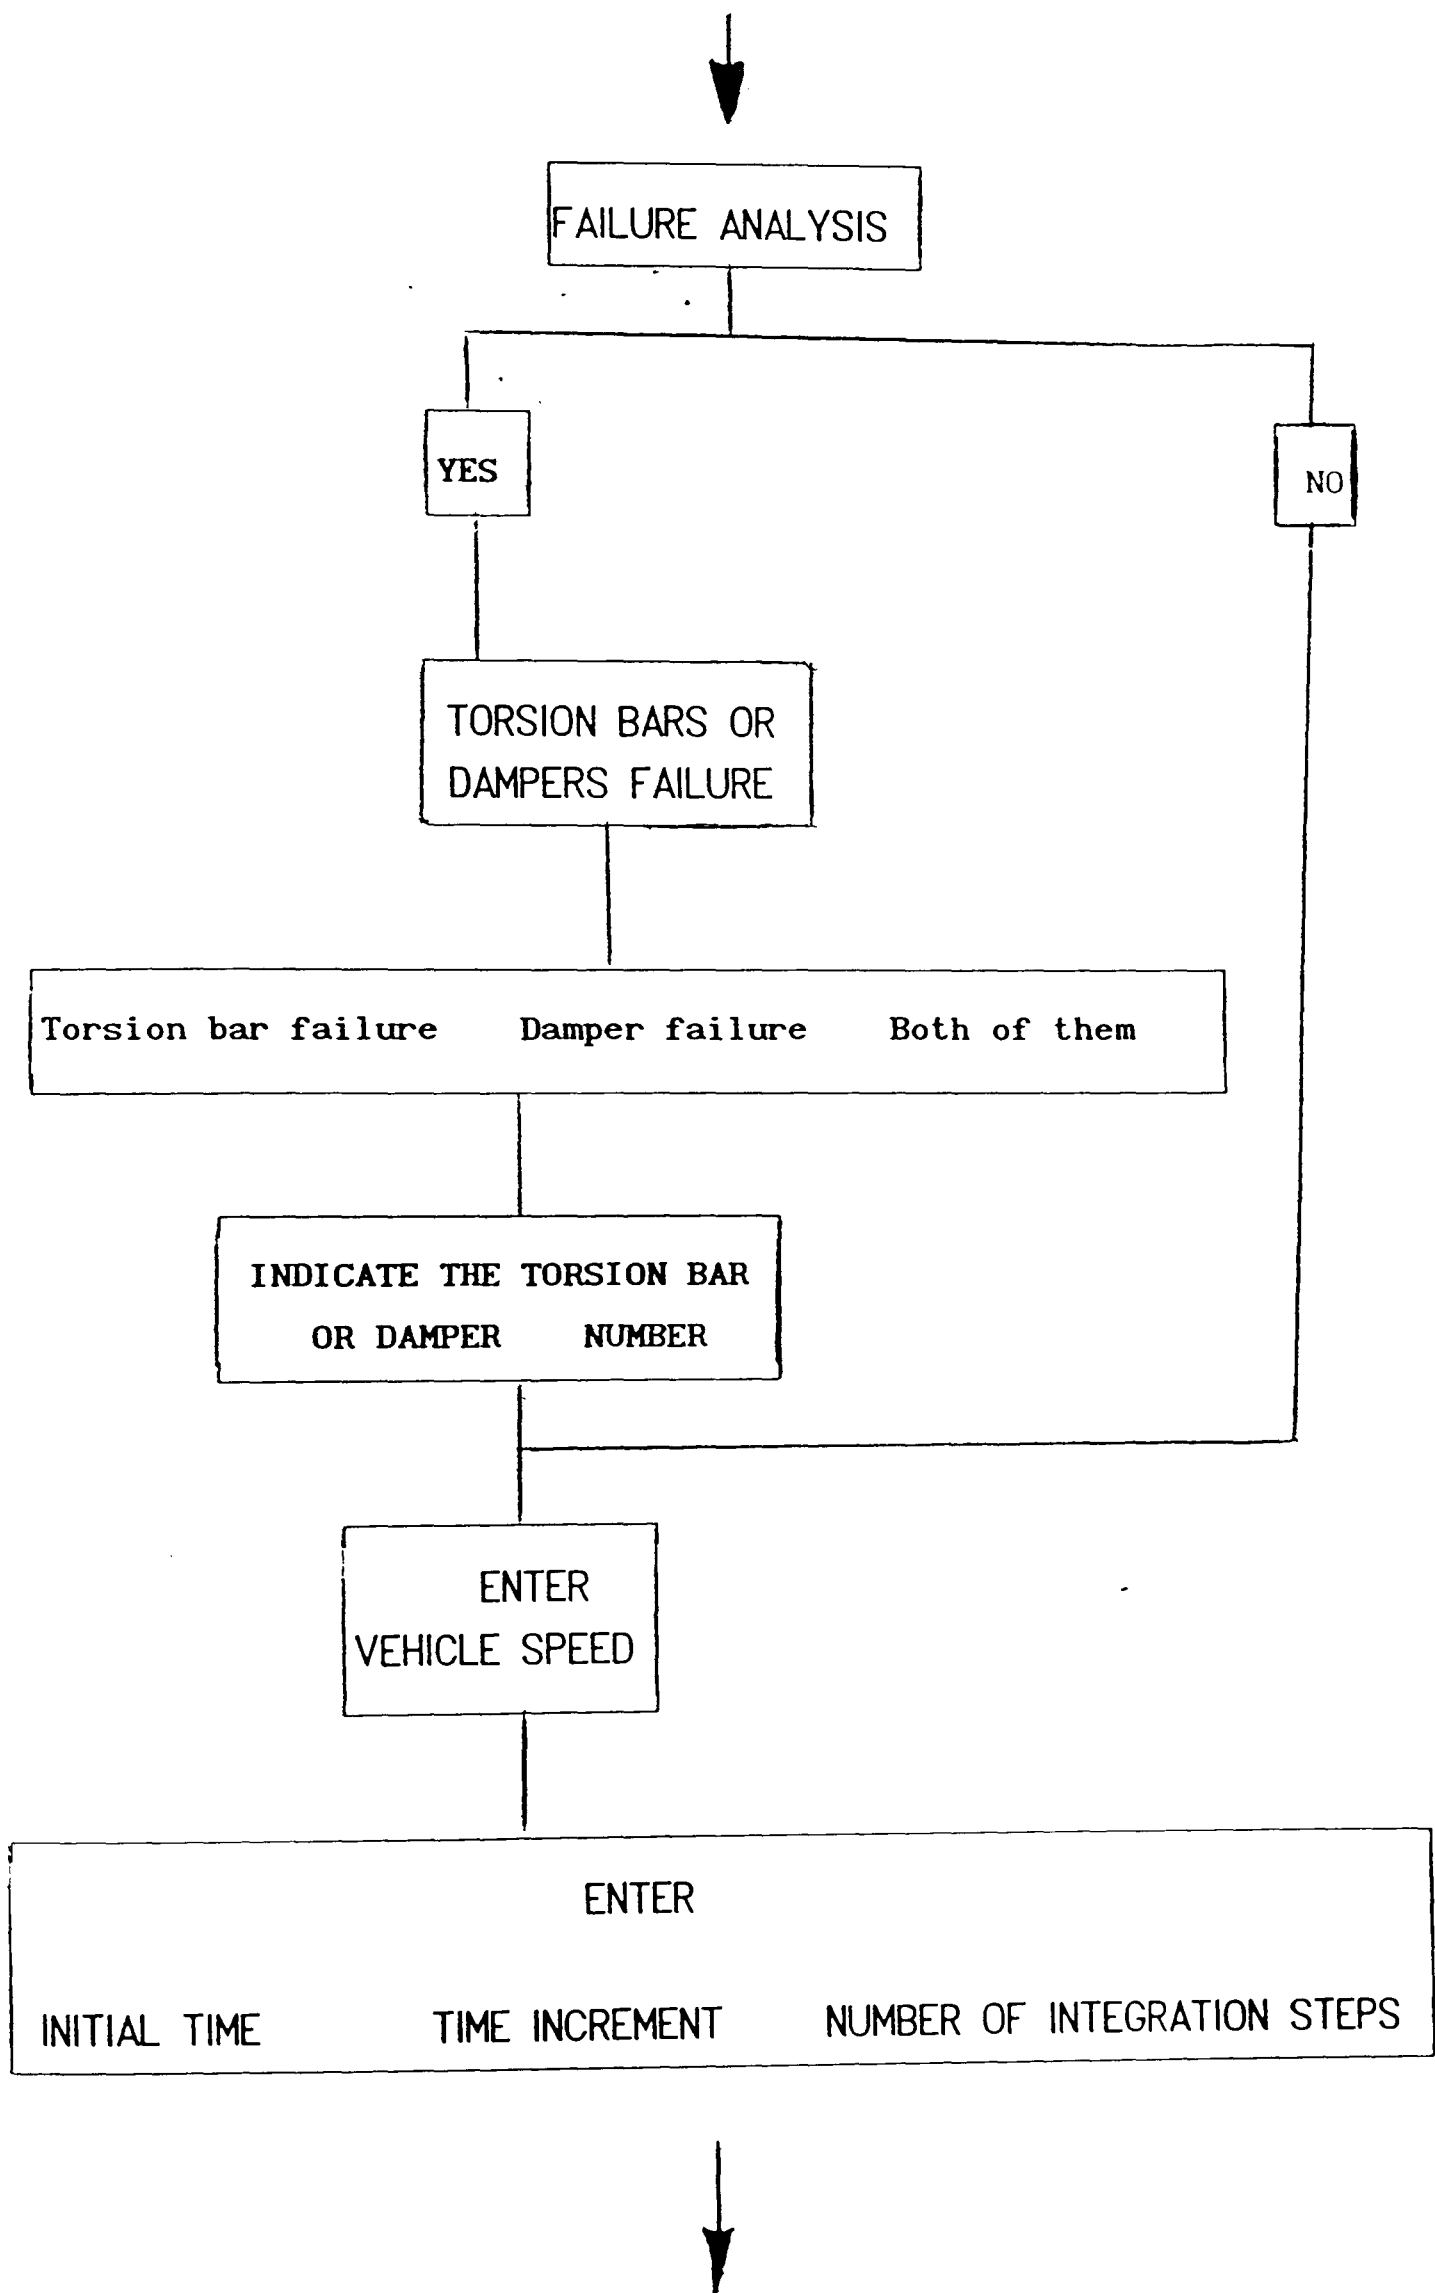 FAILURE ANALYSIS
YES
NO
TORSION BARS OR
DAMPERS FAILURE
Torsion bar failure Damper failure Both of them
INDICATE THE TORSION BAR
OR DAMPER NUMBER
ENTER
VEHICLE SPEED
ENTER
INITIAL TIME TIME INCREMENT NUMBER OF INTEGRATION STEPS